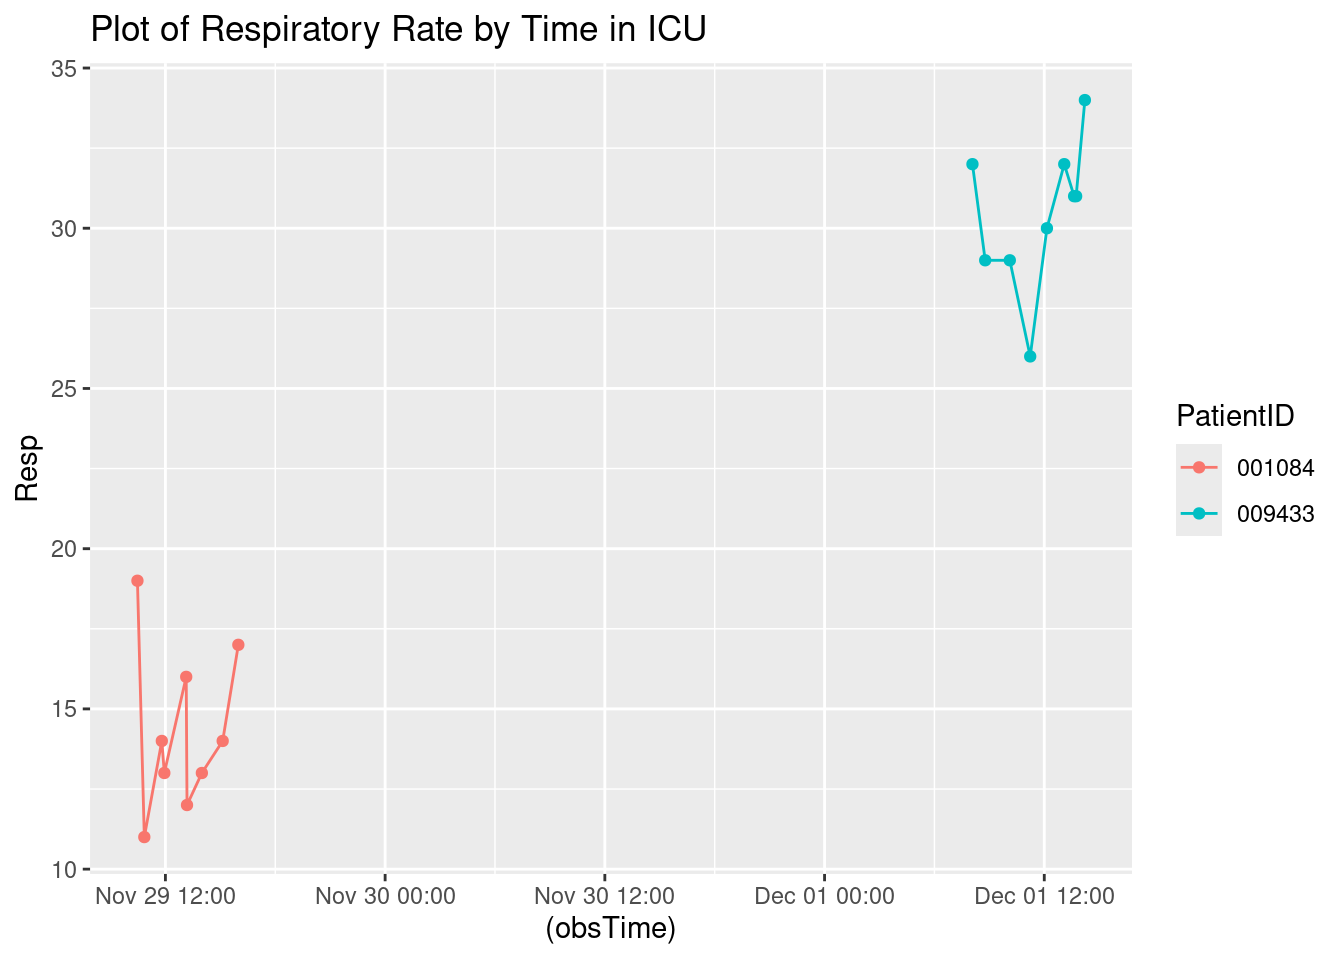 Plot of Respiratory Rate by Time in ICU
35
30
25
20
15
10
Resp
Nov 29 12:00
Nov 30 00:00
Nov 30 12:00
Dec 01 00:00
Dec 01 12:00
(obsTime)
PatientID
001084
009433